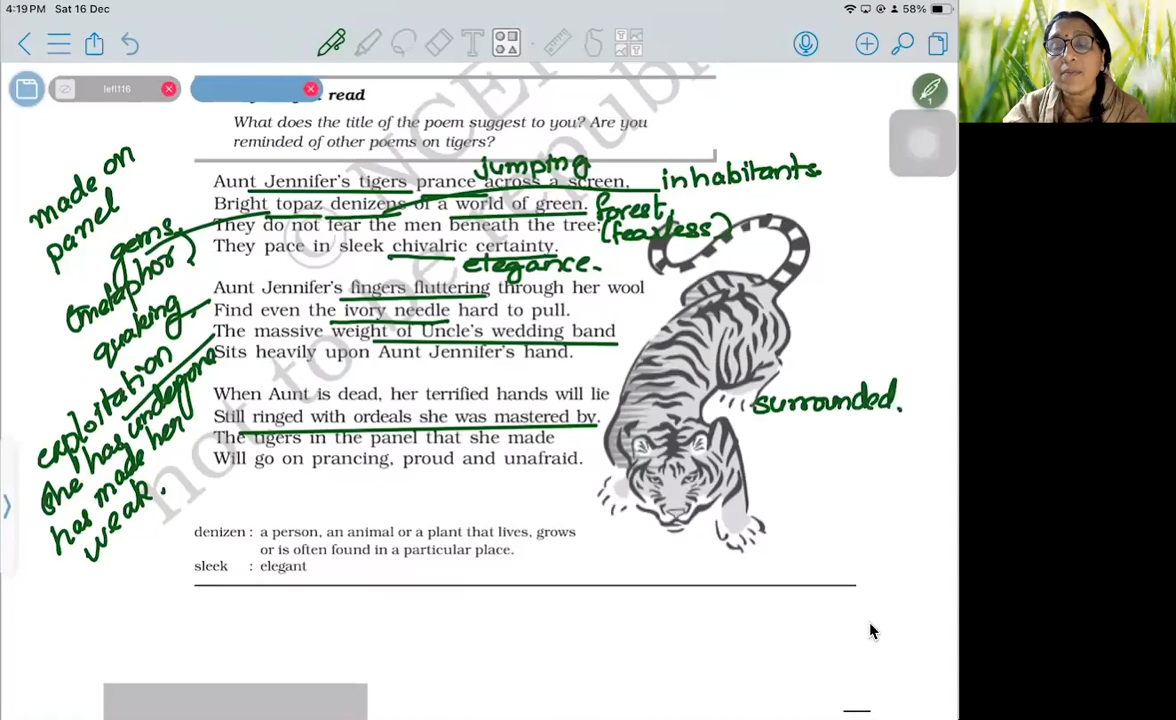 4:19 PM Sat 16 Dec
58%
lefl116
read
What does the title of the poem suggest to you? Are you
reminded of other poems on tigers?
made on
panel
gems
(metaphor)
quaking
exploitation
she has undergone
has made her
weak.
jumping
Aunt Jennifer's tigers prance across a screen,
inhabitants
Bright topaz denizens of a world of green.
forest
They do not fear the men beneath the tree;
(fearless)
They pace in sleek chivalric certainty.
elegance.
Aunt Jennifer's fingers fluttering through her wool
Find even the ivory needle hard to pull.
The massive weight of Uncle's wedding band
Sits heavily upon Aunt Jennifer's hand.
When Aunt is dead, her terrified hands will lie
surrounded.
Still ringed with ordeals she was mastered by.
The tigers in the panel that she made
Will go on prancing, proud and unafraid.
denizen : a person, an animal or a plant that lives, grows
or is often found in a particular place.
sleek : elegant
© NCERT
not to be republ
1